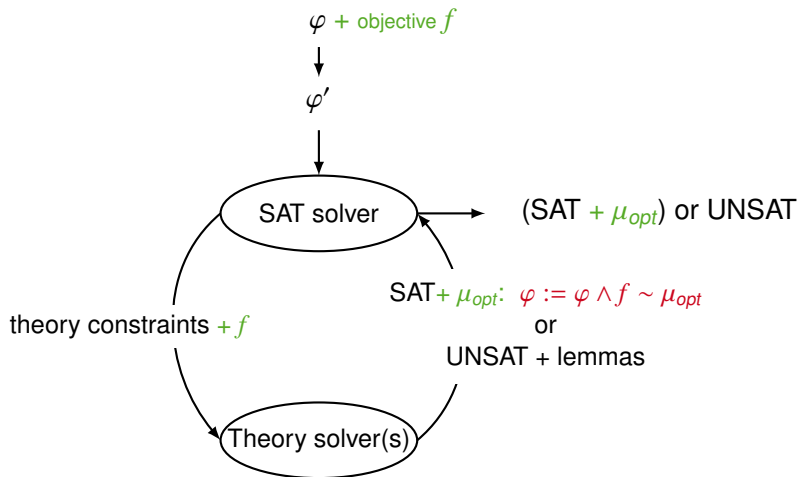 φ + objective f
φ'
SAT solver
(SAT + μ_opt) or UNSAT
SAT+ μ_opt: φ := φ ∧ f ∼ μ_opt
or
UNSAT + lemmas
theory constraints + f
Theory solver(s)